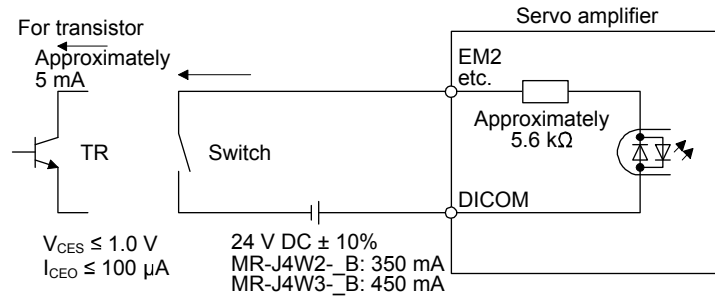 Servo amplifier
For transistor
Approximately
5 mA
EM2
etc.
Approximately
5.6 kΩ
TR
Switch
DICOM
VCES ≤ 1.0 V
ICEO ≤ 100 μA
24 V DC ± 10%
MR-J4W2-_B: 350 mA
MR-J4W3-_B: 450 mA